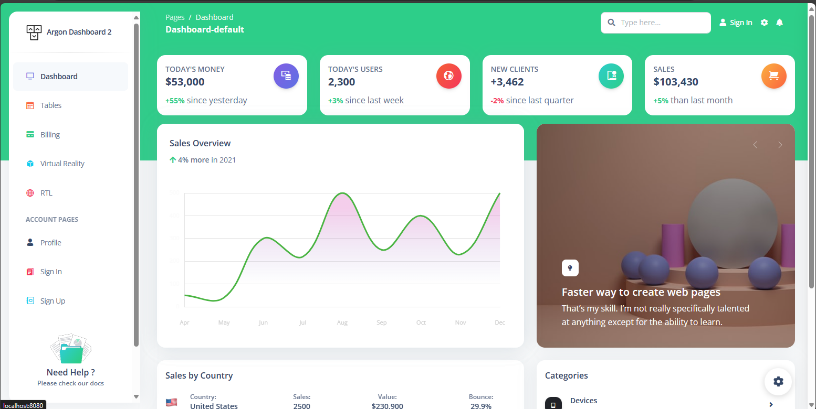 Argon Dashboard 2
Dashboard
Tables
Billing
Virtual Reality
RTL
ACCOUNT PAGES
Profile
Sign In
Sign Up
Need Help ?
Please check our docs
localhost:8080
Pages / Dashboard
Dashboard-default
Type here...
Sign In
TODAY'S MONEY
$53,000
+55% since yesterday
TODAY'S USERS
2,300
+3% since last week
NEW CLIENTS
+3,462
-2% since last quarter
SALES
$103,430
+5% than last month
Sales Overview
4% more in 2021
Apr May Jun Jul Aug Sep Oct Nov Dec
Faster way to create web pages
That's my skill. I'm not really specifically talented
at anything except for the ability to learn.
Sales by Country
Country: Sales: Value: Bounce:
United States 2500 $230,900 29.9%
Categories
Devices